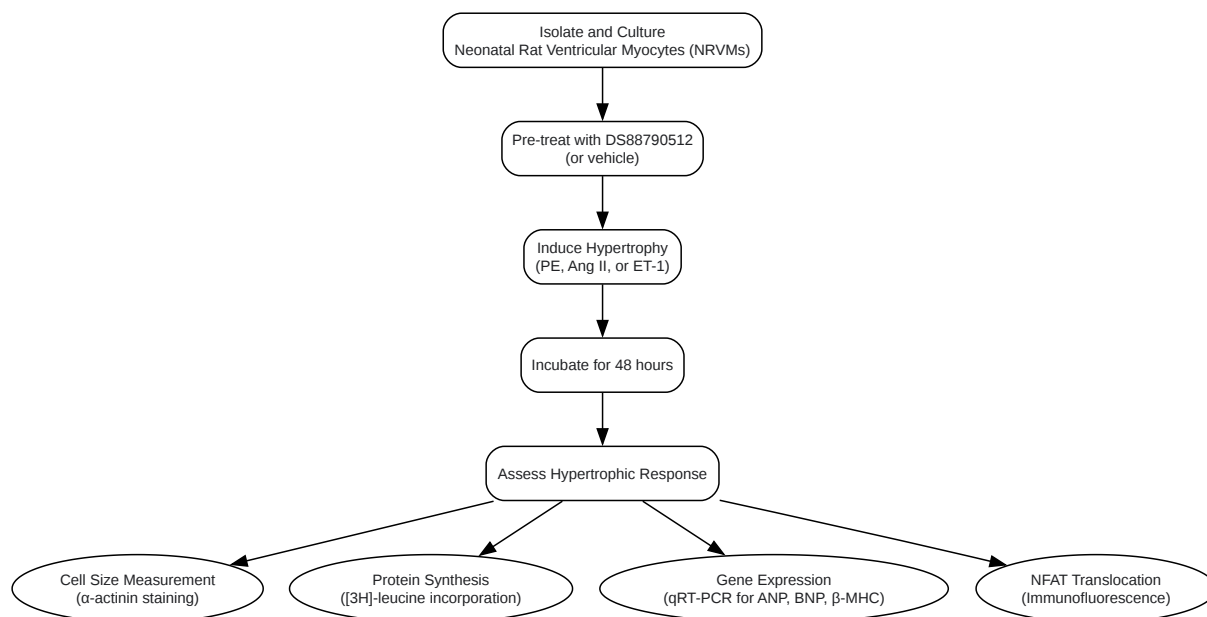 Isolate and Culture
Neonatal Rat Ventricular Myocytes (NRVMs)
Pre-treat with DS88790512
(or vehicle)
Induce Hypertrophy
(PE, Ang II, or ET-1)
Incubate for 48 hours
Assess Hypertrophic Response
Cell Size Measurement
(α-actinin staining)
Protein Synthesis
([3H]-leucine incorporation)
Gene Expression
(qRT-PCR for ANP, BNP, β-MHC)
NFAT Translocation
(Immunofluorescence)